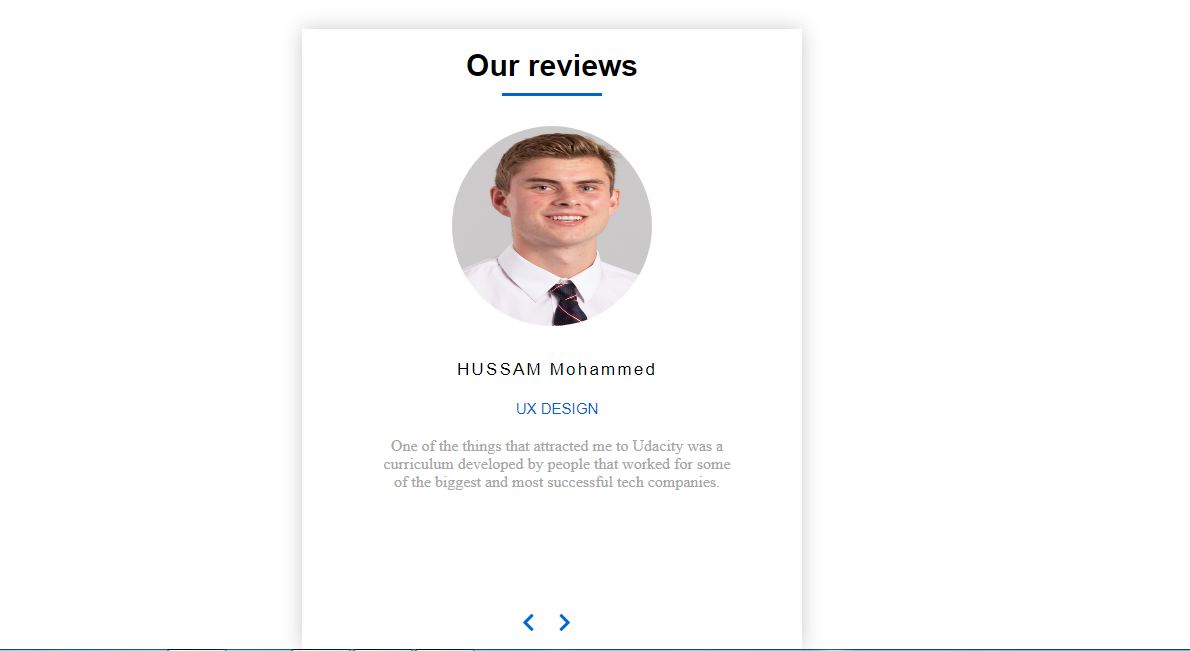 Our reviews
HUSSAM Mohammed
UX DESIGN
One of the things that attracted me to Udacity was a
curriculum developed by people that worked for some
of the biggest and most successful tech companies.